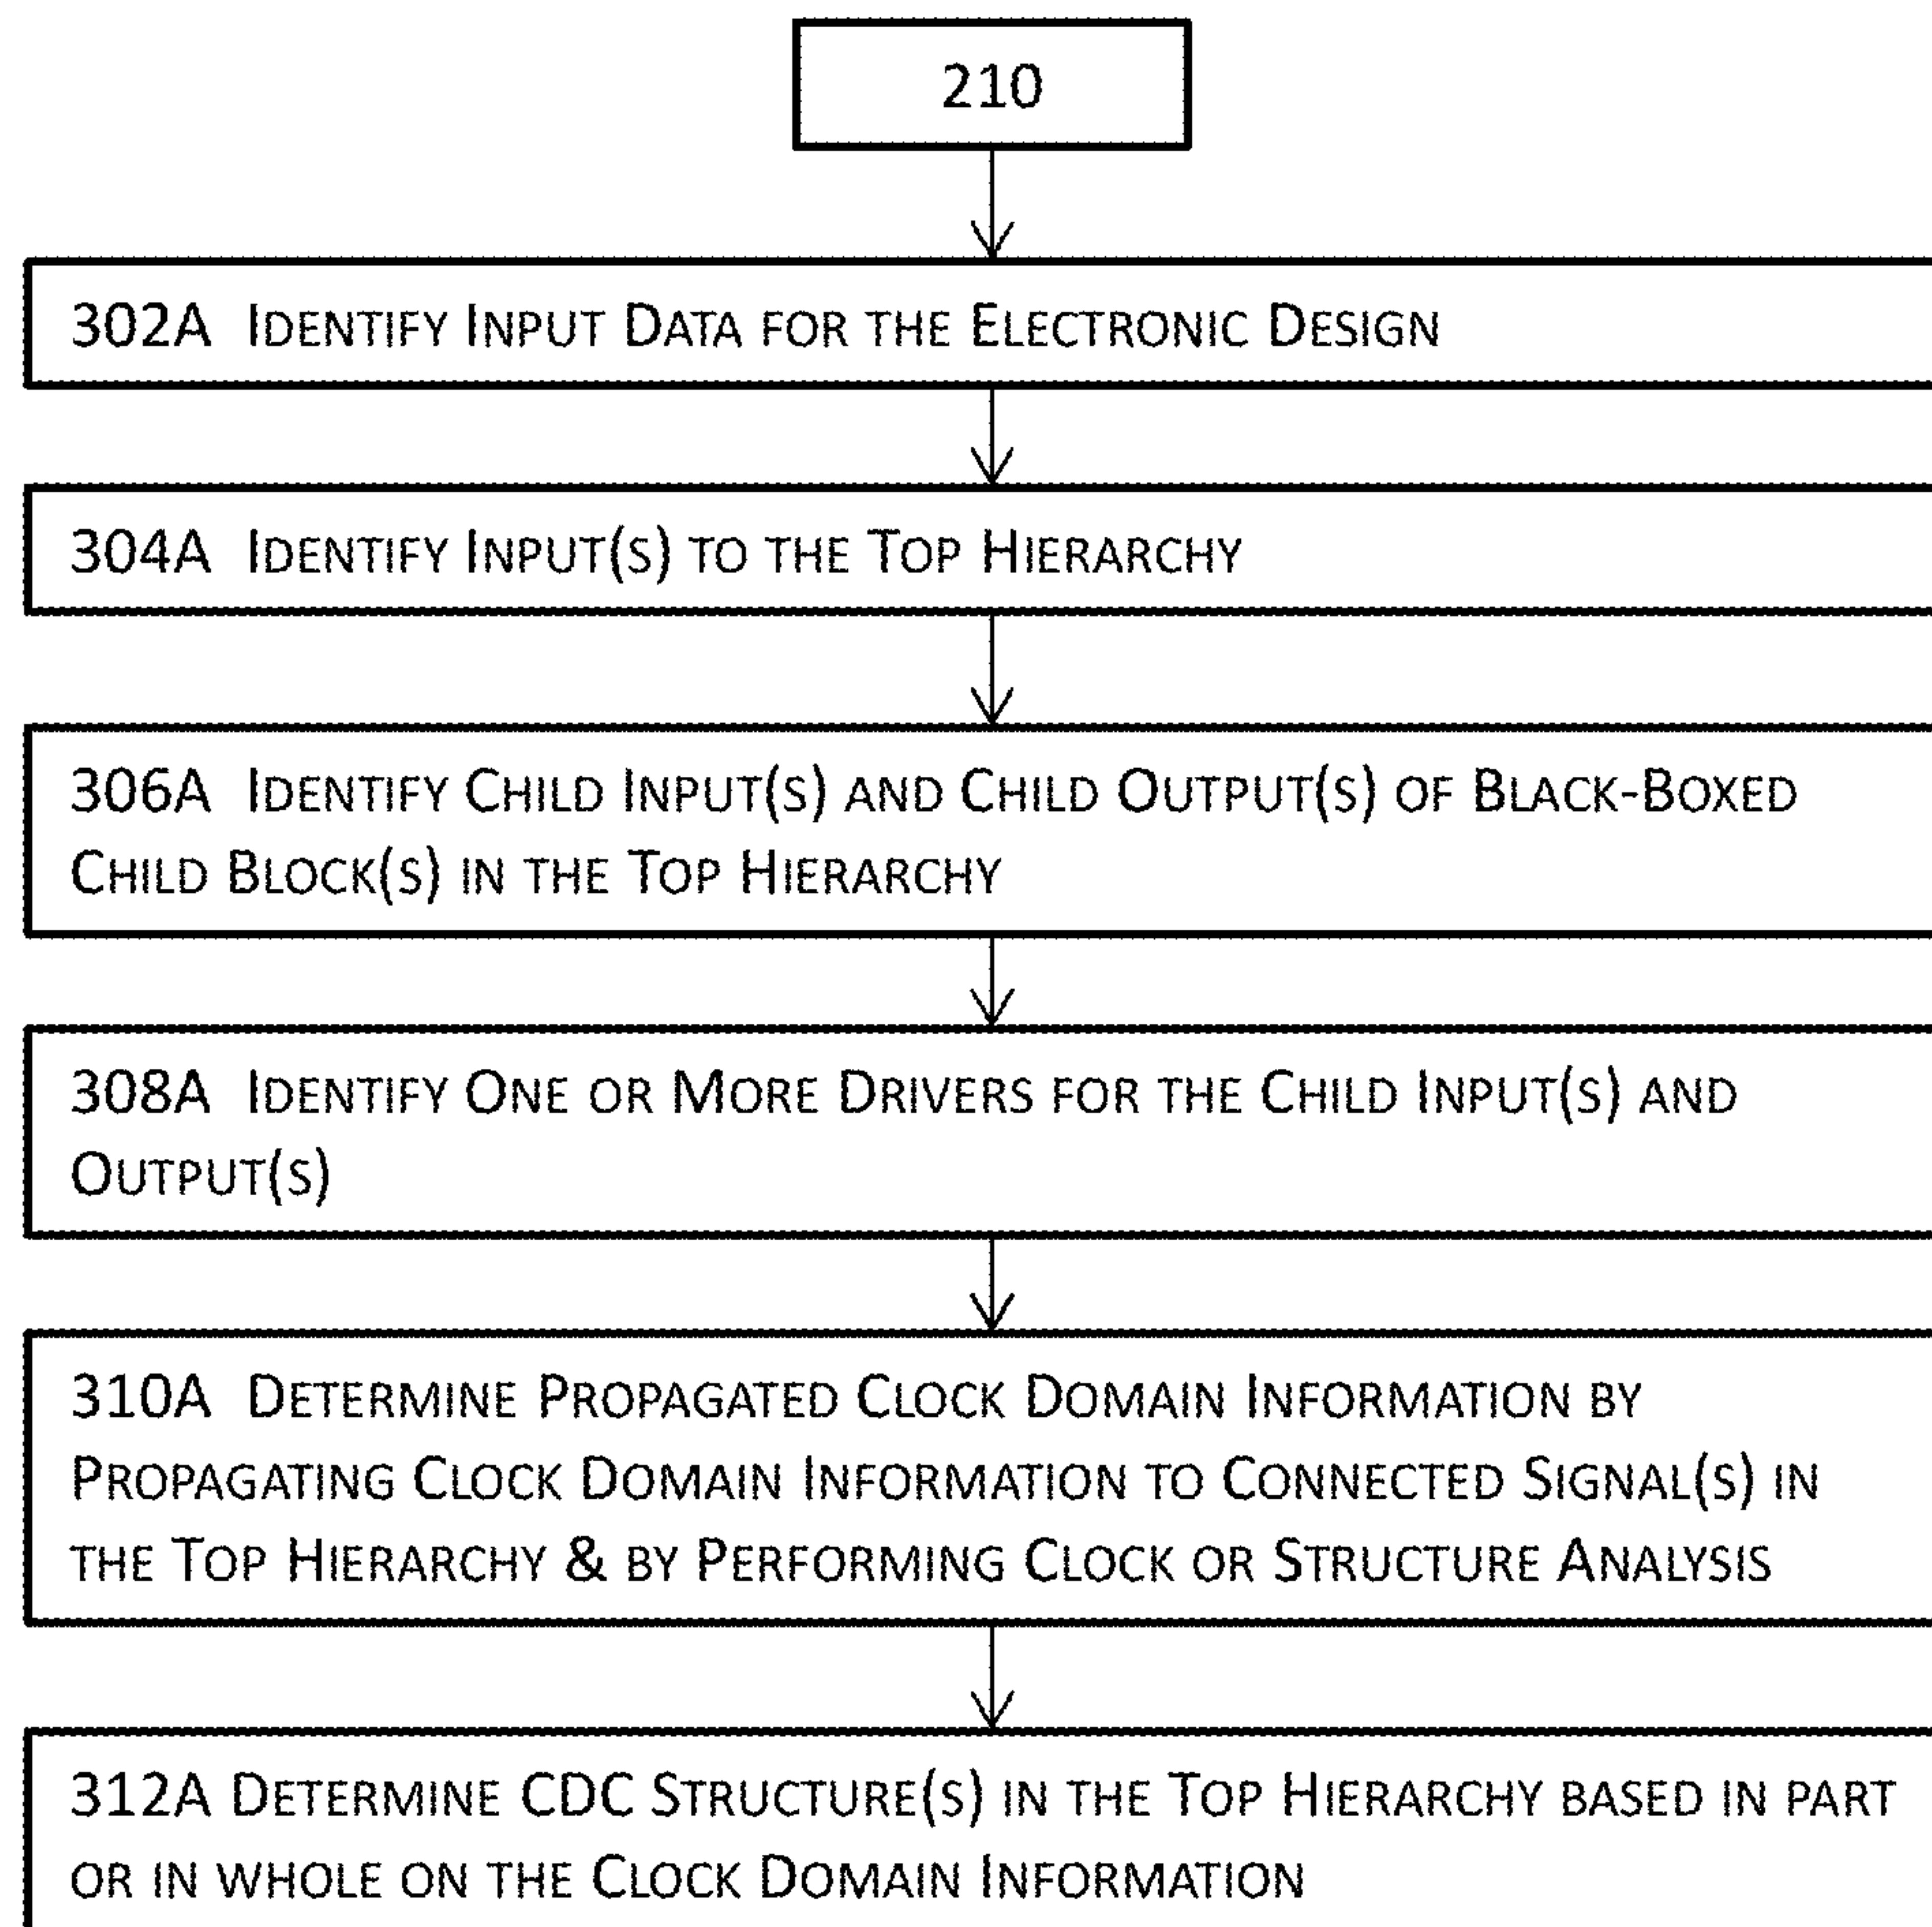 210
302A Identify Input Data for the Electronic Design
304A Identify Input(s) to the Top Hierarchy
306A Identify Child Input(s) and Child Output(s) of Black-Boxed
Child Block(s) in the Top Hierarchy
308A Identify One or More Drivers for the Child Input(s) and
Output(s)
310A Determine Propagated Clock Domain Information by
Propagating Clock Domain Information to Connected Signal(s) in
the Top Hierarchy & by Performing Clock or Structure Analysis
312A Determine CDC Structure(s) in the Top Hierarchy based in part
or in whole on the Clock Domain Information